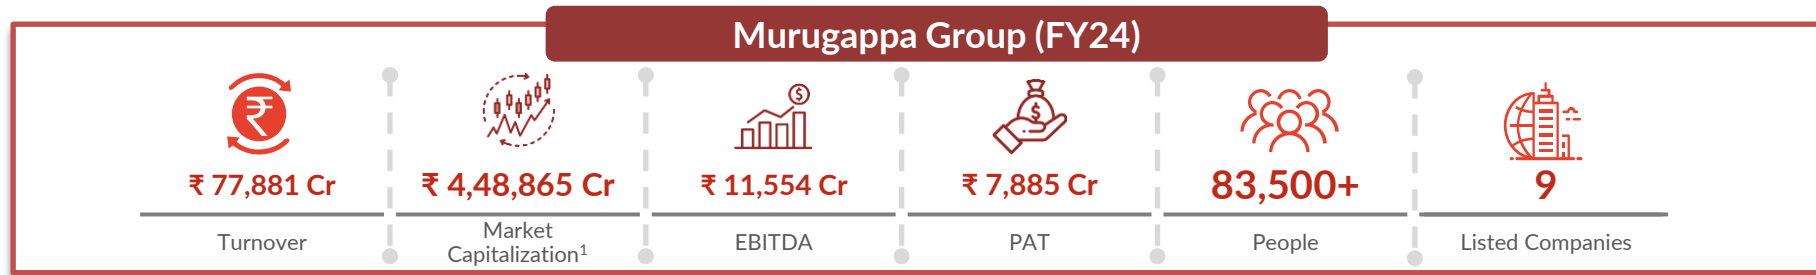 Murugappa Group (FY24)
₹ 77,881 Cr
Turnover
₹ 4,48,865 Cr
Market
Capitalization¹
₹ 11,554 Cr
EBITDA
₹ 7,885 Cr
PAT
83,500+
People
9
Listed Companies